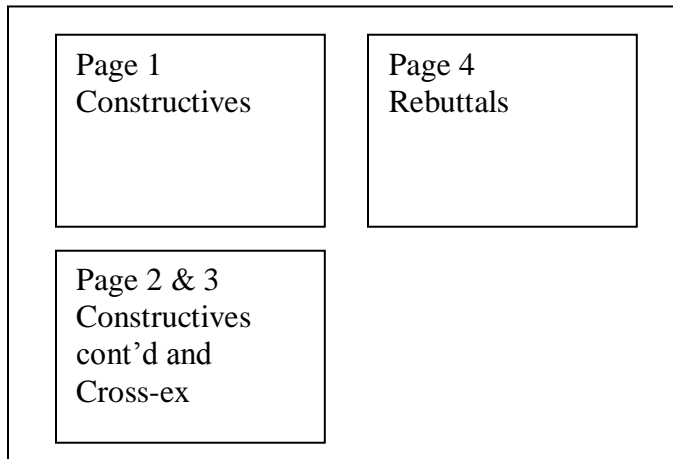 Page 1
Constructives
Page 4
Rebuttals
Page 2 & 3
Constructives
cont’d and
Cross-ex